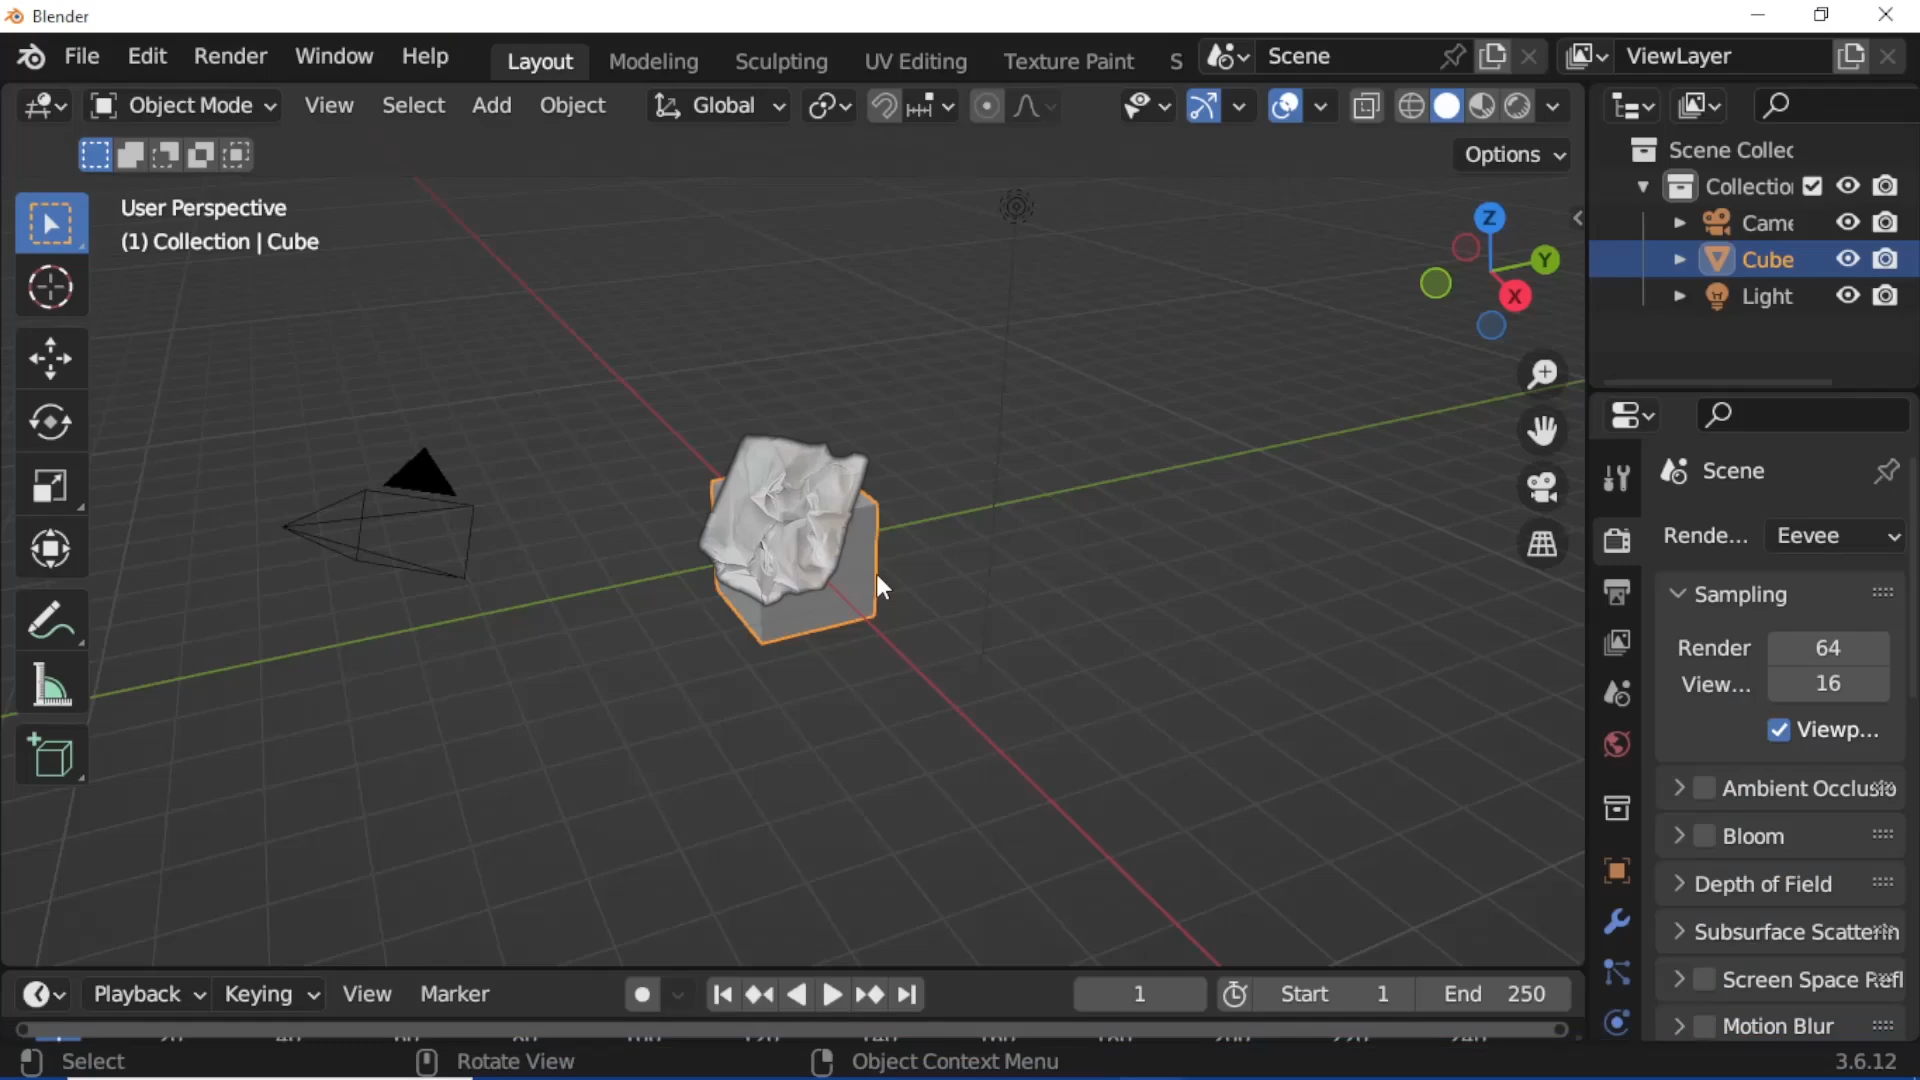 Blender
File Edit Render Window Help Layout Modeling Sculpting UV Editing Texture Paint S Scene ViewLayer
Object Mode View Select Add Object Global
Options
User Perspective
(1) Collection | Cube
Z
Y
X
Scene Collec
Collectio
Came
Cube
Light
Scene
Rende... Eevee
Sampling
Render 64
View... 16
Viewp...
Ambient Occlusio
Bloom
Depth of Field
Subsurface Scatterin
Screen Space Refl
Motion Blur
Playback Keying View Marker 1 Start 1 End 250
Select Rotate View Object Context Menu 3.6.12